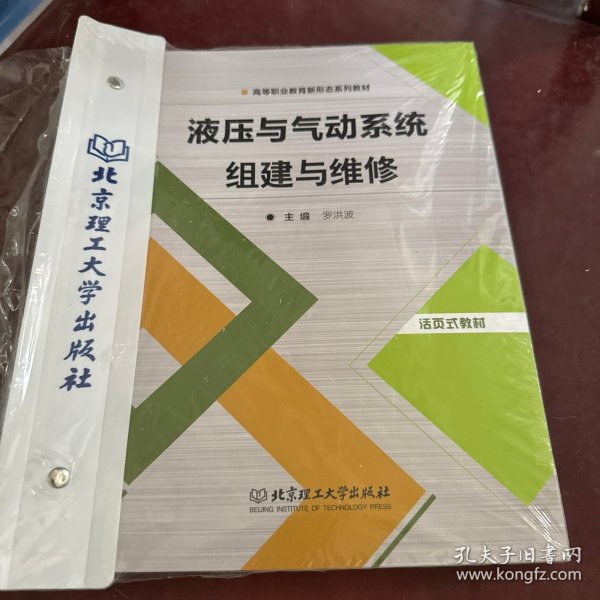 北京理工大学出版社
高等职业教育新形态系列教材
液压与气动系统
组建与维修
主编 罗洪波
活页式教材
北京理工大学出版社
BEIJING INSTITUTE OF TECHNOLOGY PRESS
孔夫子旧书网
www.kongfz.com